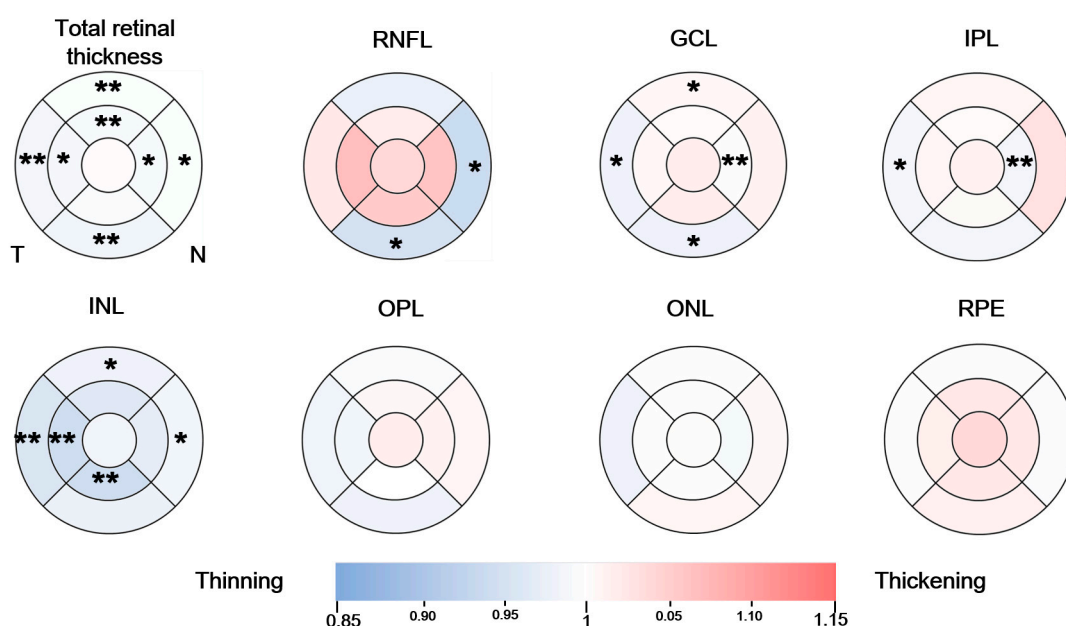 Total retinal
thickness
RNFL
GCL
IPL
**
**
** * * *
**
T
N
*
*
*
* **
*
* **
INL
OPL
ONL
RPE
*
** ** *
**
Thinning
Thickening
0.85 0.90 0.95 1 0.05 1.10 1.15